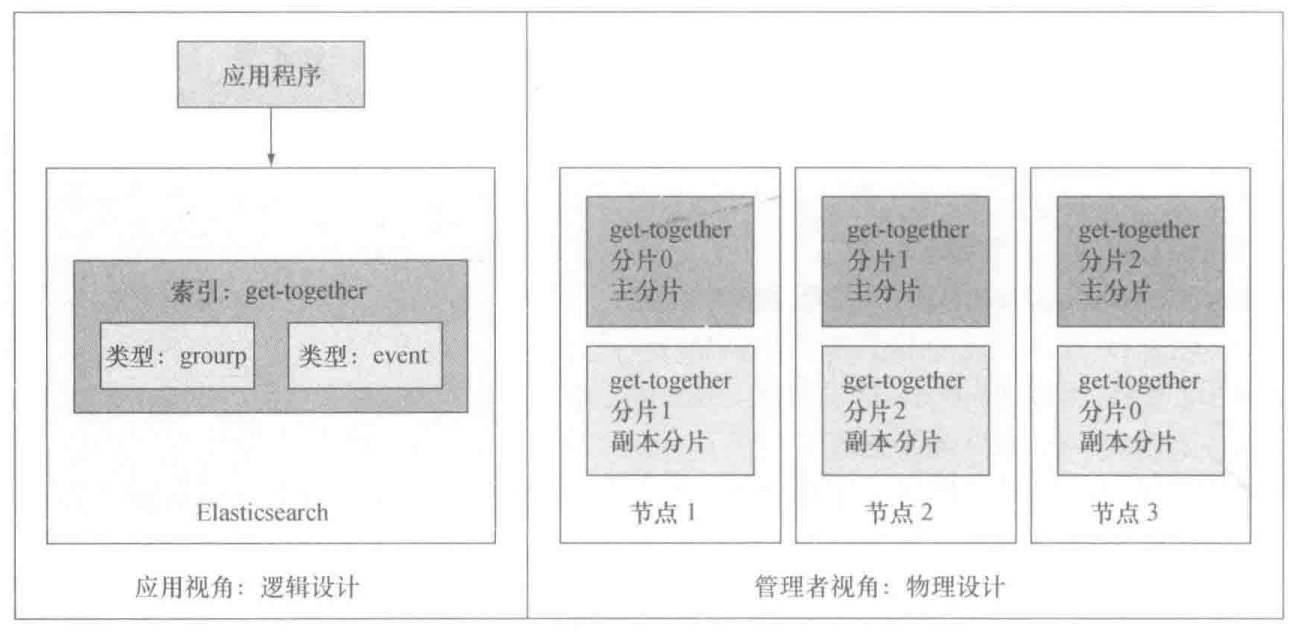 应用程序
索引：get-together
类型：grourp
类型：event
Elasticsearch
应用视角：逻辑设计
get-together
分片0
主分片
get-together
分片1
副本分片
节点 1
get-together
分片1
主分片
get-together
分片2
副本分片
节点 2
get-together
分片2
主分片
get-together
分片0
副本分片
节点 3
管理者视角：物理设计